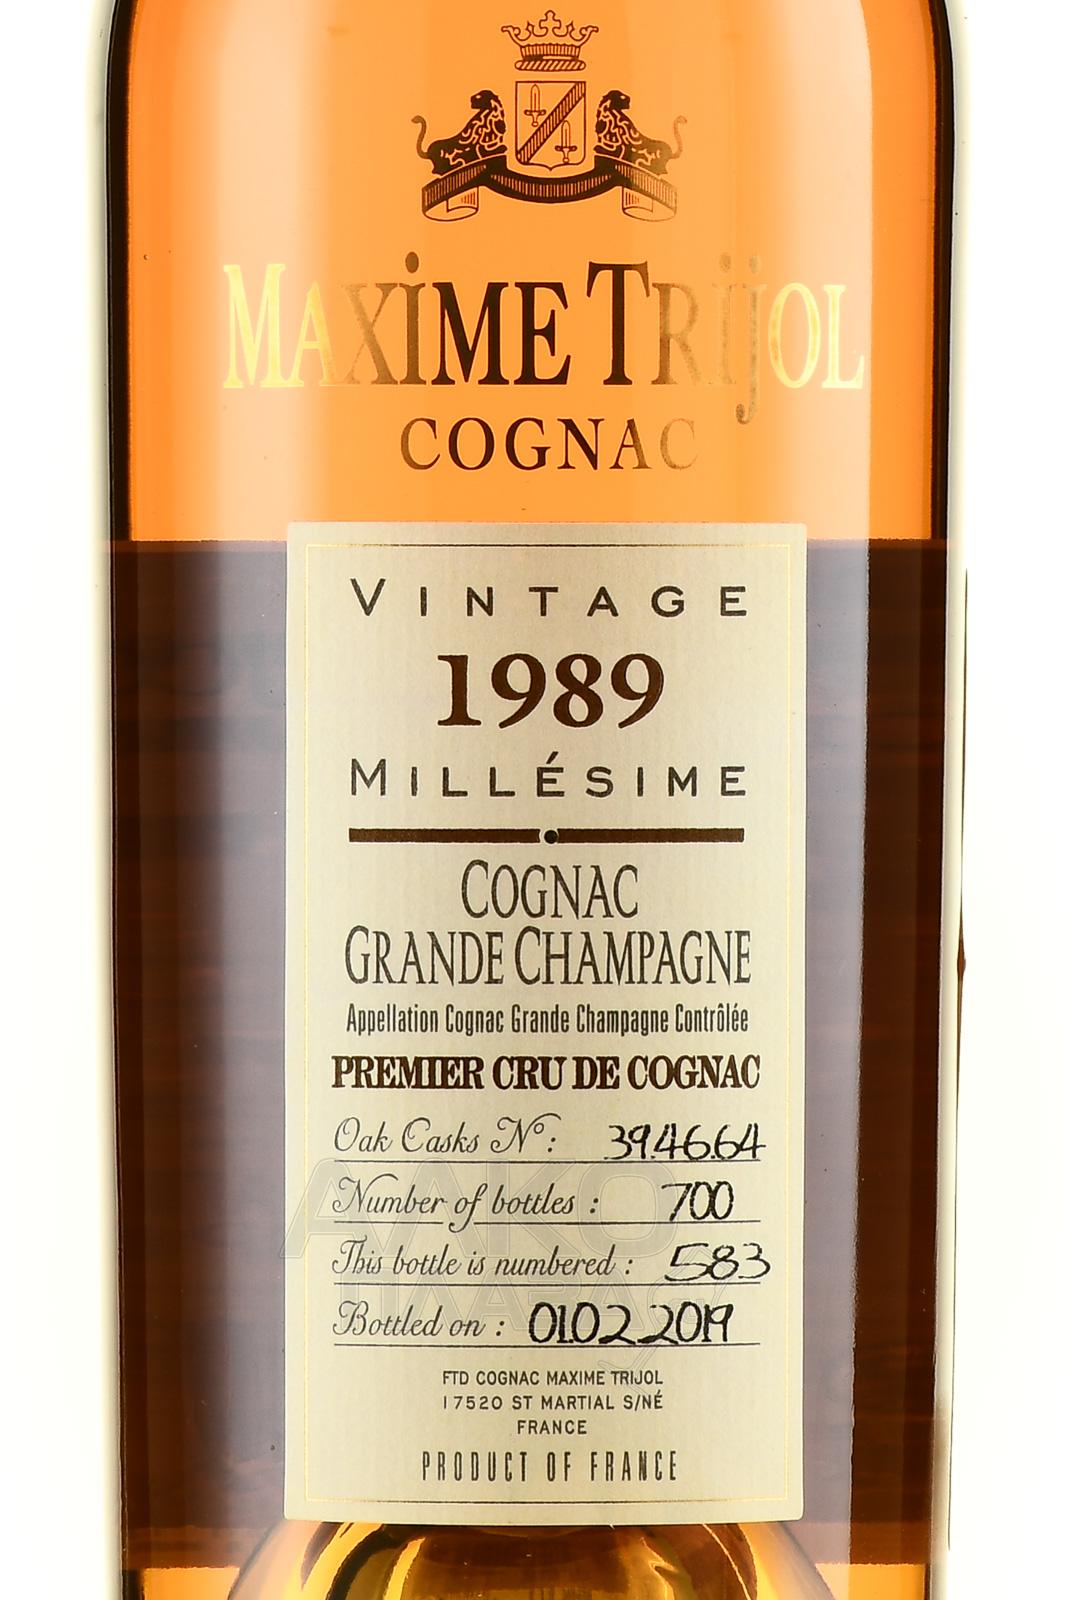 MAXiME TRijOL
COGNAC
VINTAGE
1989
MILLÉSIME
COGNAC
GRANDE CHAMPAGNE
Appellation Cognac Grande Champagne Contrôlée
PREMIER CRU DE COGNAC
Oak Casks N°: 39.46.64
Number of bottles : 700
This bottle is numbered : 583
Bottled on : 01.02.2019
FTD COGNAC MAXIME TRIJOL
17520 ST MARTIAL S/NÉ
FRANCE
PRODUCT OF FRANCE